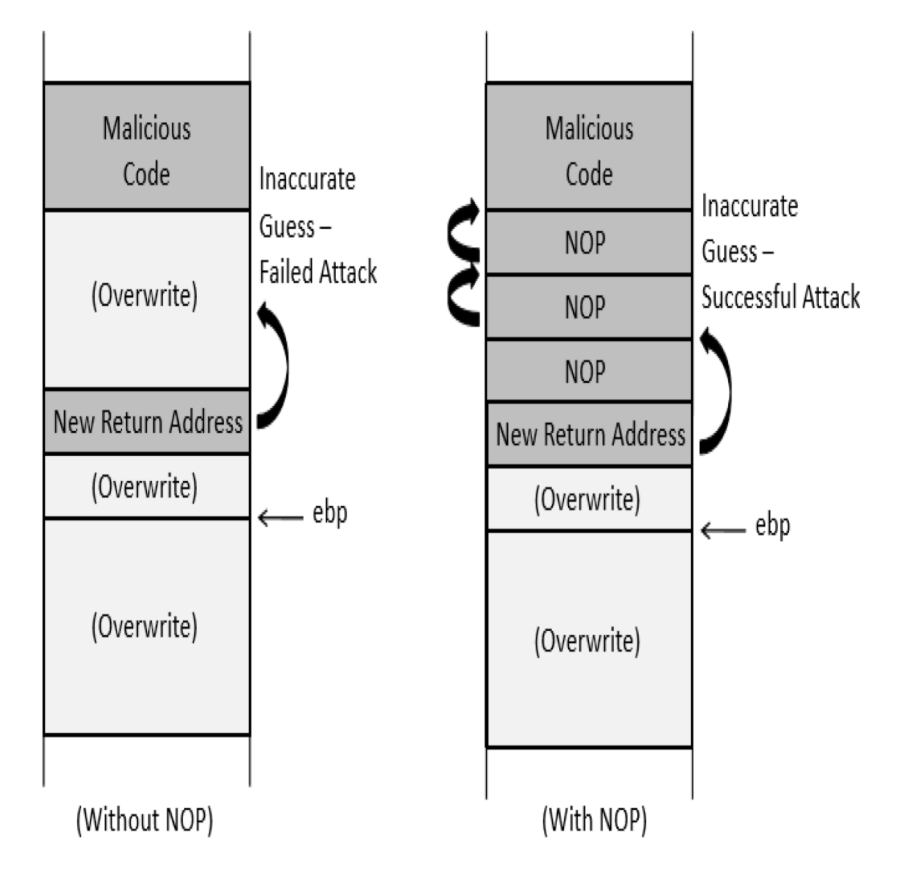 Malicious
Code
Inaccurate
Guess –
Failed Attack
(Overwrite)
New Return Address
(Overwrite)
← ebp
(Overwrite)
(Without NOP)
Malicious
Code
Inaccurate
Guess –
Successful Attack
NOP
NOP
NOP
New Return Address
(Overwrite)
← ebp
(Overwrite)
(With NOP)